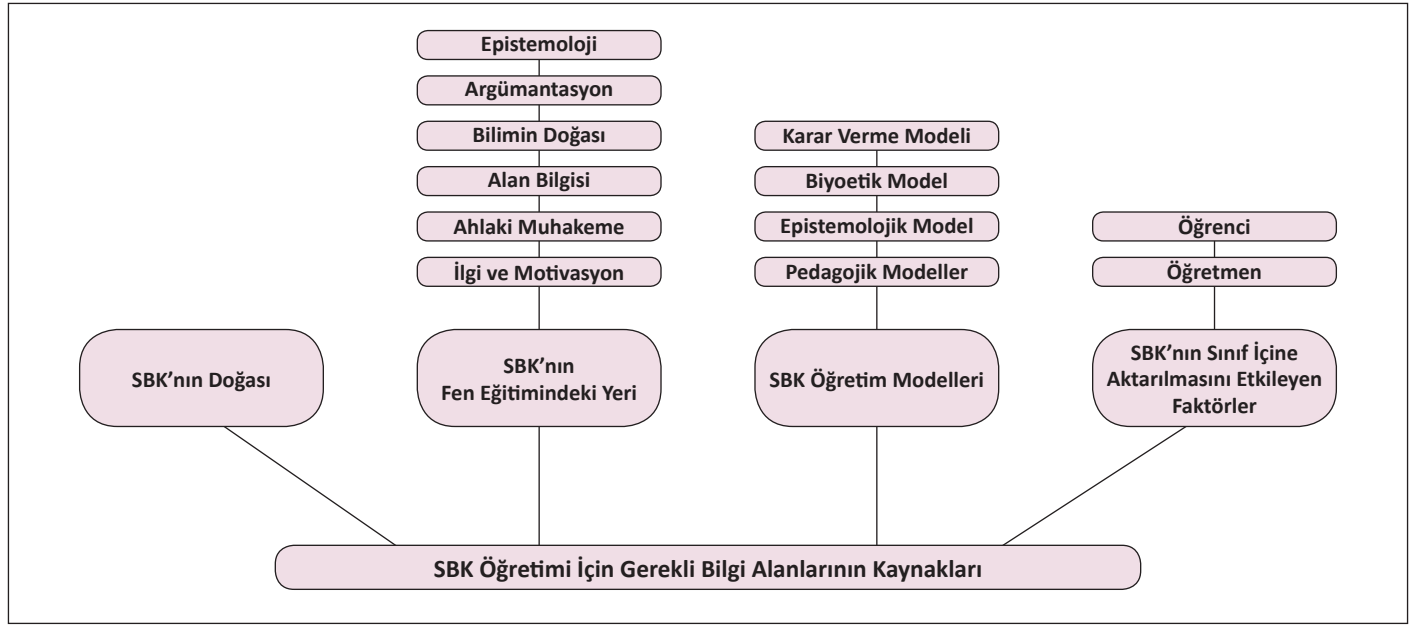 Epistemoloji
Argümantasyon
Bilimin Doğası
Alan Bilgisi
Ahlaki Muhakeme
İlgi ve Motivasyon
Karar Verme Modeli
Biyoetik Model
Epistemolojik Model
Pedagojik Modeller
Öğrenci
Öğretmen
SBK’nın Doğası
SBK’nın
Fen Eğitimindeki Yeri
SBK Öğretim Modelleri
SBK’nın Sınıf İçine
Aktarılmasını Etkileyen
Faktörler
SBK Öğretimi İçin Gerekli Bilgi Alanlarının Kaynakları